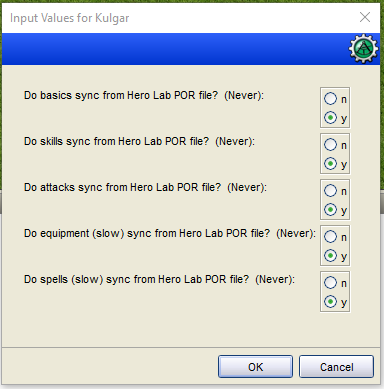 Input Values for Kulgar
Do basics sync from Hero Lab POR file?  (Never):
n
y
Do skills sync from Hero Lab POR file?  (Never):
n
y
Do attacks sync from Hero Lab POR file?  (Never):
n
y
Do equipment (slow) sync from Hero Lab POR file?  (Never):
n
y
Do spells (slow) sync from Hero Lab POR file?  (Never):
n
y
OK
Cancel